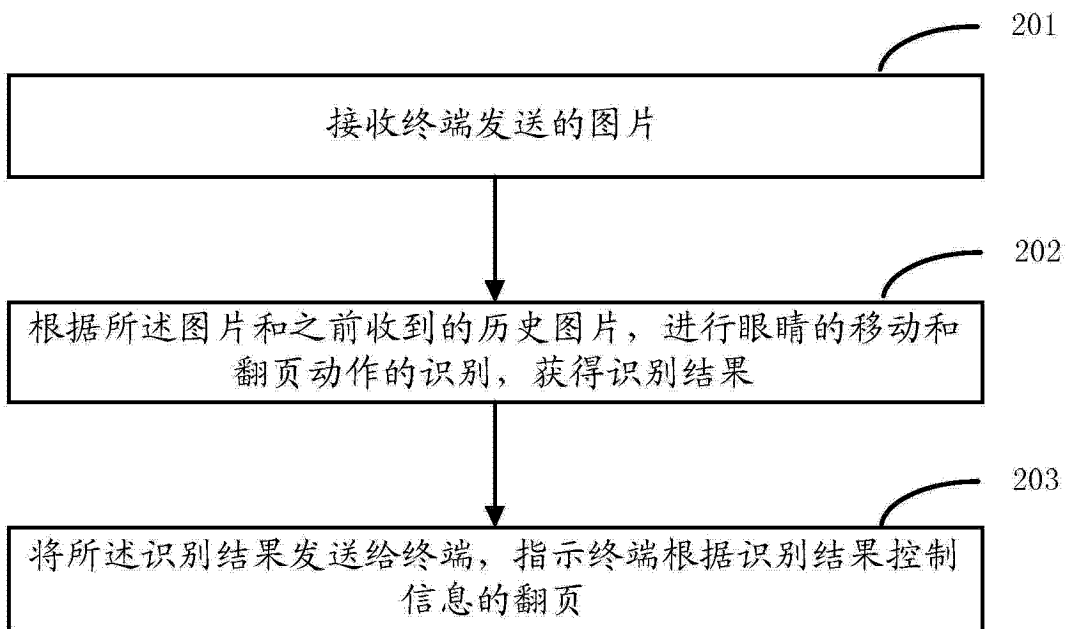 201
接收终端发送的图片
202
根据所述图片和之前收到的历史图片，进行眼睛的移动和
翻页动作的识别，获得识别结果
203
将所述识别结果发送给终端，指示终端根据识别结果控制
信息的翻页